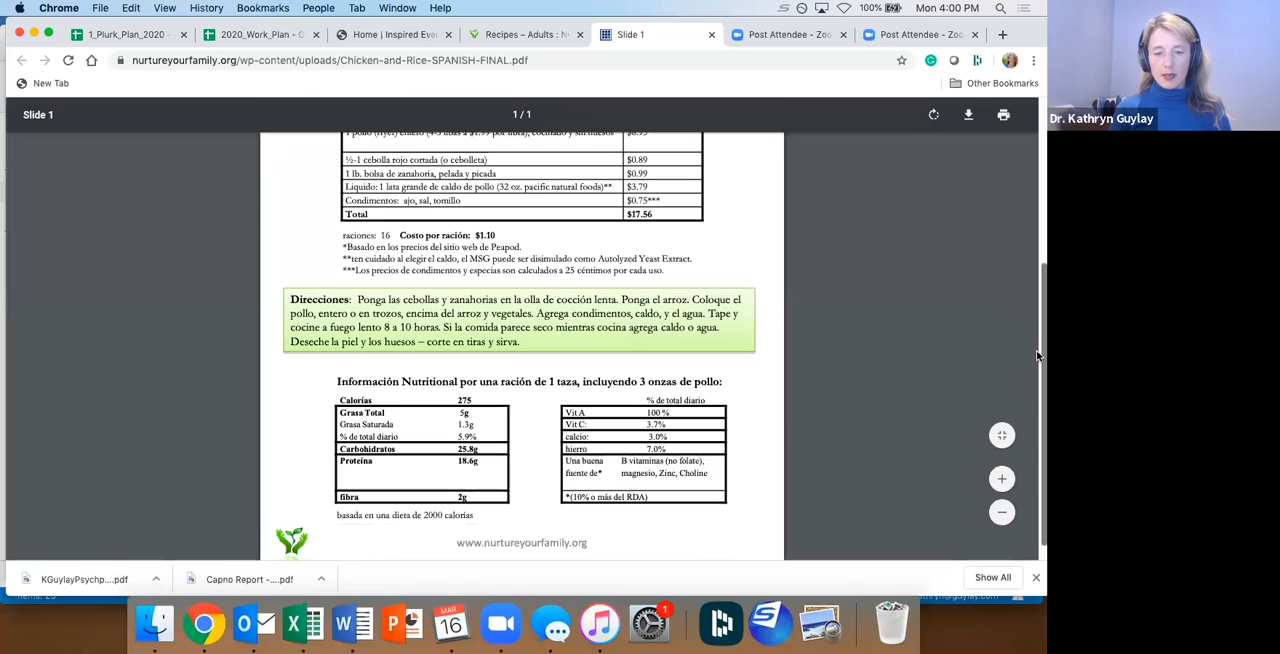 Chrome File Edit View History Bookmarks People Tab Window Help 100% Mon 4:00 PM
1_Plurk_Plan_2020 - 2020_Work_Plan - G Home | Inspired Eve Recipes – Adults : N Slide 1 Post Attendee - Zoo Post Attendee - Zoo
nurtureyourfamily.org/wp-content/uploads/Chicken-and-Rice-SPANISH-FINAL.pdf
New Tab Other Bookmarks
Slide 1 1 / 1
Dr. Kathryn Guylay
½-1 cebolla rojo cortada (o cebolleta) $0.89
1 lb. bolsa de zanahoria, pelada y picada $0.99
Liquido: 1 lata grande de caldo de pollo (32 oz. pacific natural foods)** $3.79
Condimentos: ajo, sal, tomillo $0.75***
Total $17.56
raciones: 16 Costo por ración: $1.10
*Basado en los precios del sitio web de Peapod.
**ten cuidado al elegir el caldo, el MSG puede ser disimulado como Autolyzed Yeast Extract.
***Los precios de condimentos y especias son calculados a 25 céntimos por cada uso.
Direcciones: Ponga las cebollas y zanahorias en la olla de cocción lenta. Ponga el arroz. Coloque el
pollo, entero o en trozos, encima del arroz y vegetales. Agrega condimentos, caldo, y el agua. Tape y
cocine a fuego lento 8 a 10 horas. Si la comida parece seco mientras cocina agrega caldo o agua.
Deseche la piel y los huesos – corte en tiras y sirva.
Información Nutritional por una ración de 1 taza, incluyendo 3 onzas de pollo:
Calorías 275
Grasa Total 5g
Grasa Saturada 1.3g
% de total diario 5.9%
Carbohidratos 25.8g
Proteína 18.6g
fibra 2g
% de total diario
Vit A 100 %
Vit C: 3.7%
calcio: 3.0%
hierro 7.0%
Una buena B vitaminas (no folate),
fuente de* magnesio, Zinc, Choline
*(10% o más del RDA)
basada en una dieta de 2000 calorías
www.nurtureyourfamily.org
KGuylayPsychp....pdf Capno Report -....pdf Show All
MAR
16
1